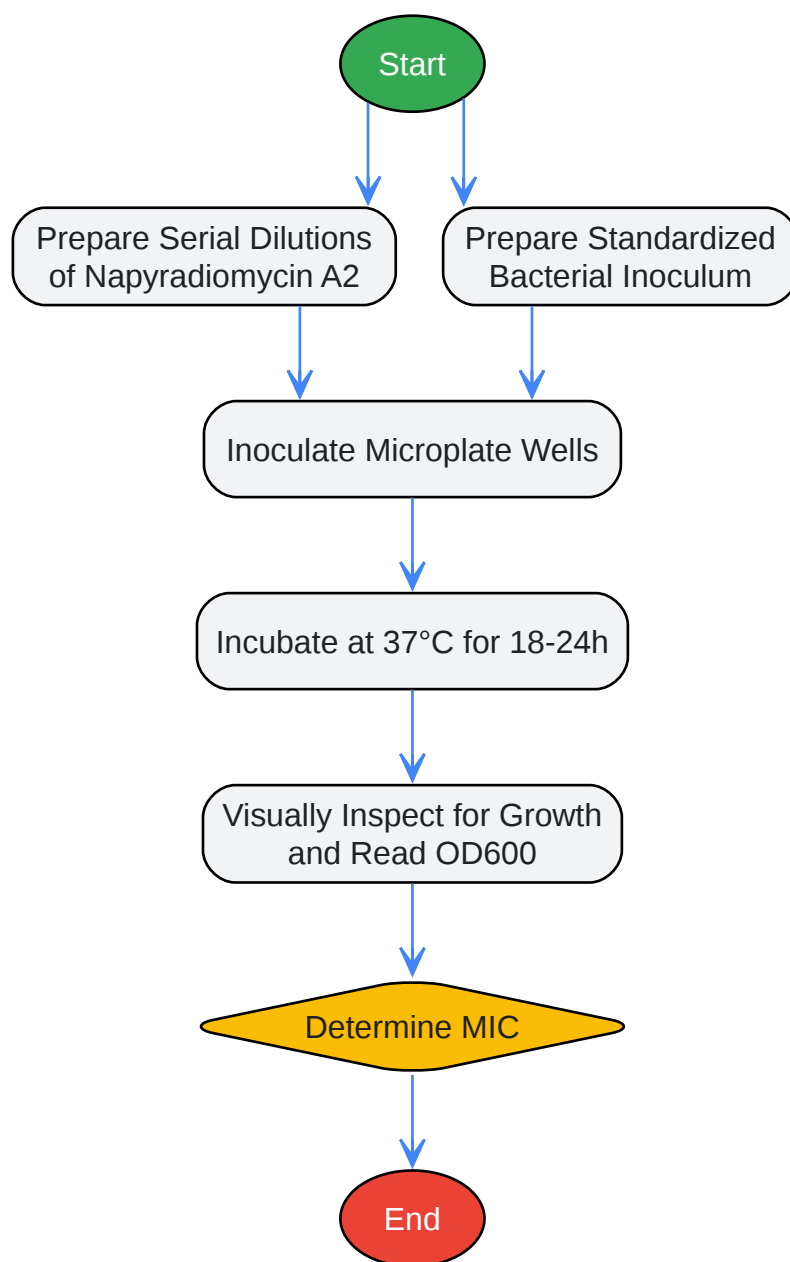 Start
Prepare Serial Dilutions
of Napyradiomycin A2
Prepare Standardized
Bacterial Inoculum
Inoculate Microplate Wells
Incubate at 37°C for 18-24h
Visually Inspect for Growth
and Read OD600
Determine MIC
End